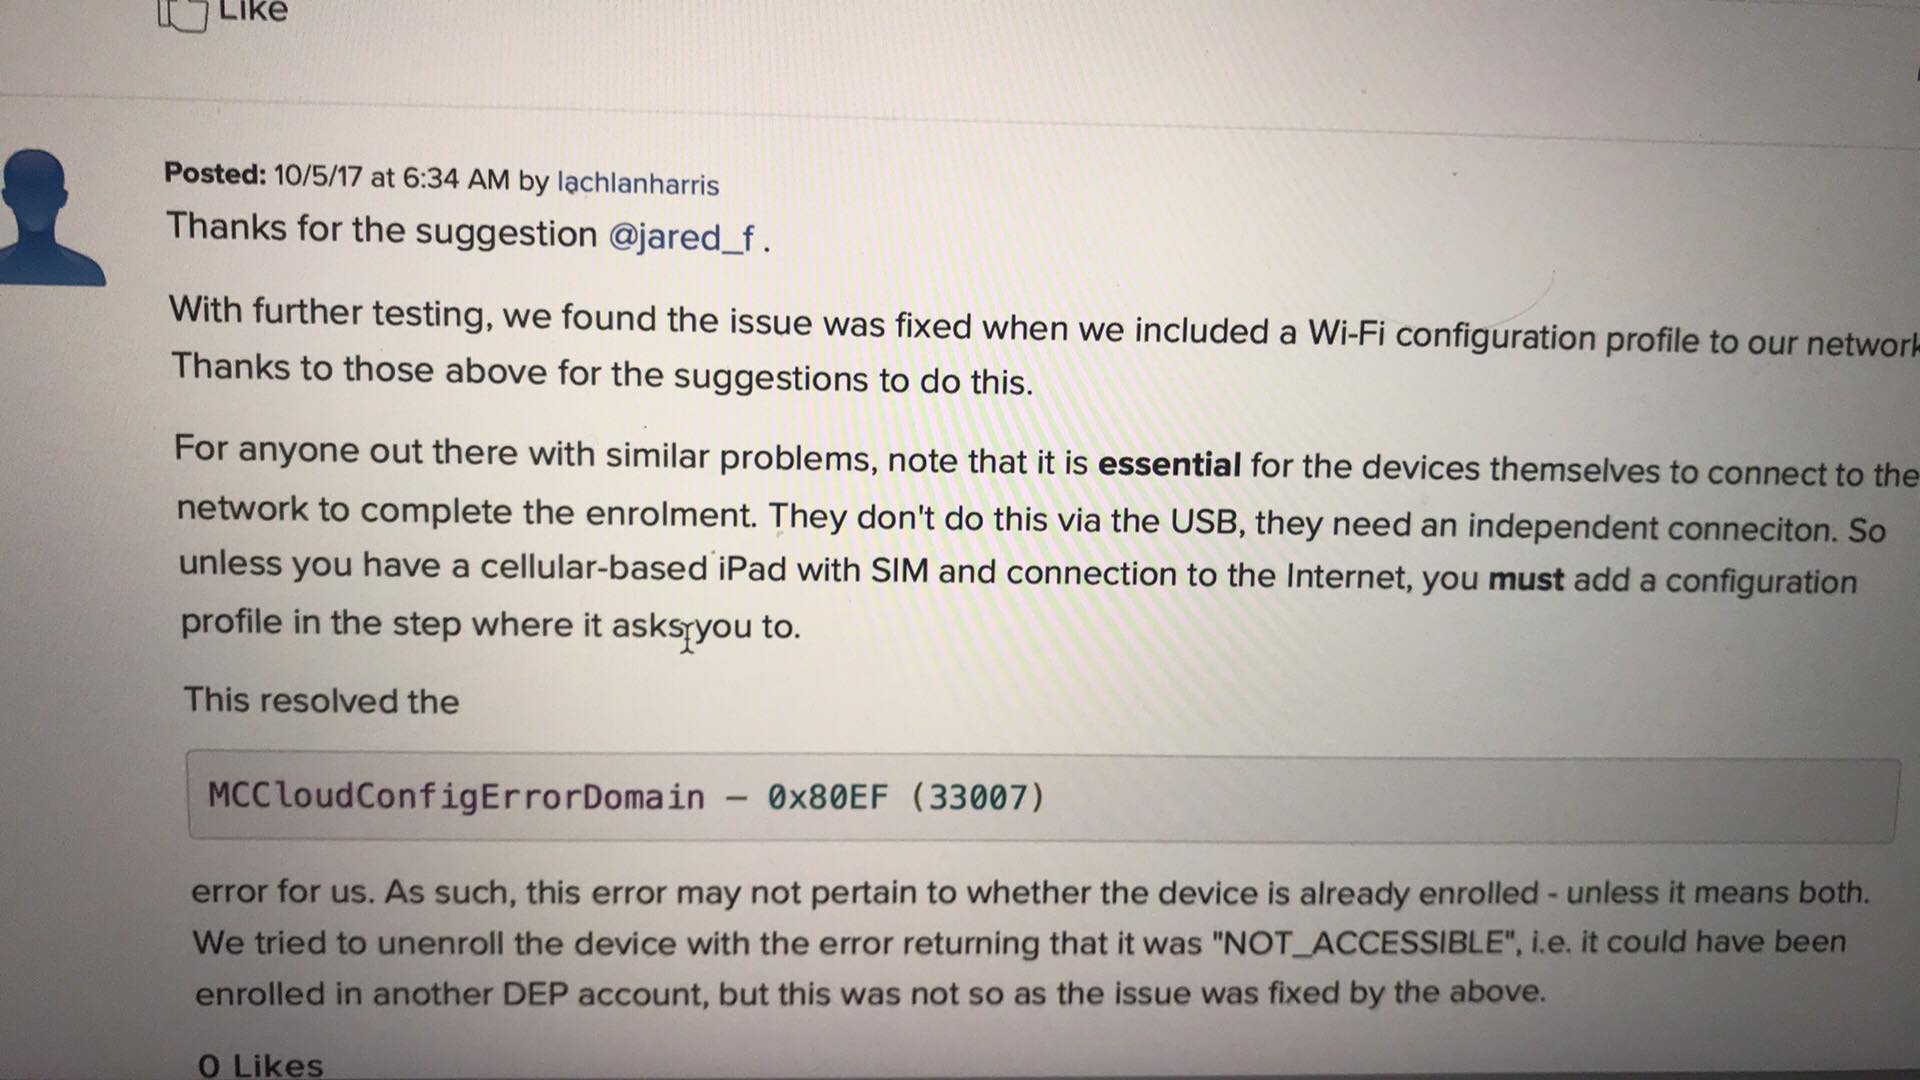 Like
Posted: 10/5/17 at 6:34 AM by lachlanharris
Thanks for the suggestion @jared_f .
With further testing, we found the issue was fixed when we included a Wi-Fi configuration profile to our network
Thanks to those above for the suggestions to do this.
For anyone out there with similar problems, note that it is essential for the devices themselves to connect to the
network to complete the enrolment. They don't do this via the USB, they need an independent conneciton. So
unless you have a cellular-based iPad with SIM and connection to the Internet, you must add a configuration
profile in the step where it asks you to.
This resolved the
MCCloudConfigErrorDomain – 0x80EF (33007)
error for us. As such, this error may not pertain to whether the device is already enrolled - unless it means both.
We tried to unenroll the device with the error returning that it was "NOT_ACCESSIBLE", i.e. it could have been
enrolled in another DEP account, but this was not so as the issue was fixed by the above.
0 Likes